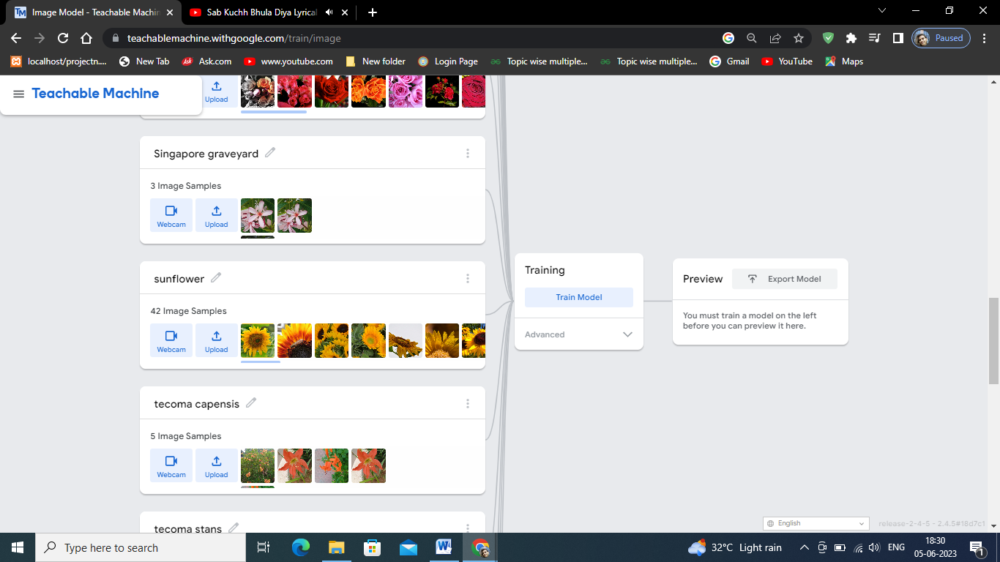 Image Model - Teachable Machin
Sab Kuchh Bhula Diya Lyrical
teachablemachine.withgoogle.com/train/image
Paused
localhost/projectn...
New Tab
Ask
Ask.com
www.youtube.com
New folder
Login Page
Topic wise multiple...
Topic wise multiple...
Gmail
YouTube
Maps
Teachable Machine
Upload
Singapore graveyard
3 Image Samples
Webcam
Upload
sunflower
42 Image Samples
Webcam
Upload
tecoma capensis
5 Image Samples
Webcam
Upload
tecoma stans
Training
Train Model
Advanced
Preview
Export Model
You must train a model on the left
before you can preview it here.
English
release-2-4-5 - 2.4.5#18d7c1
Type here to search
32°C Light rain
ENG
18:30
05-06-2023
1